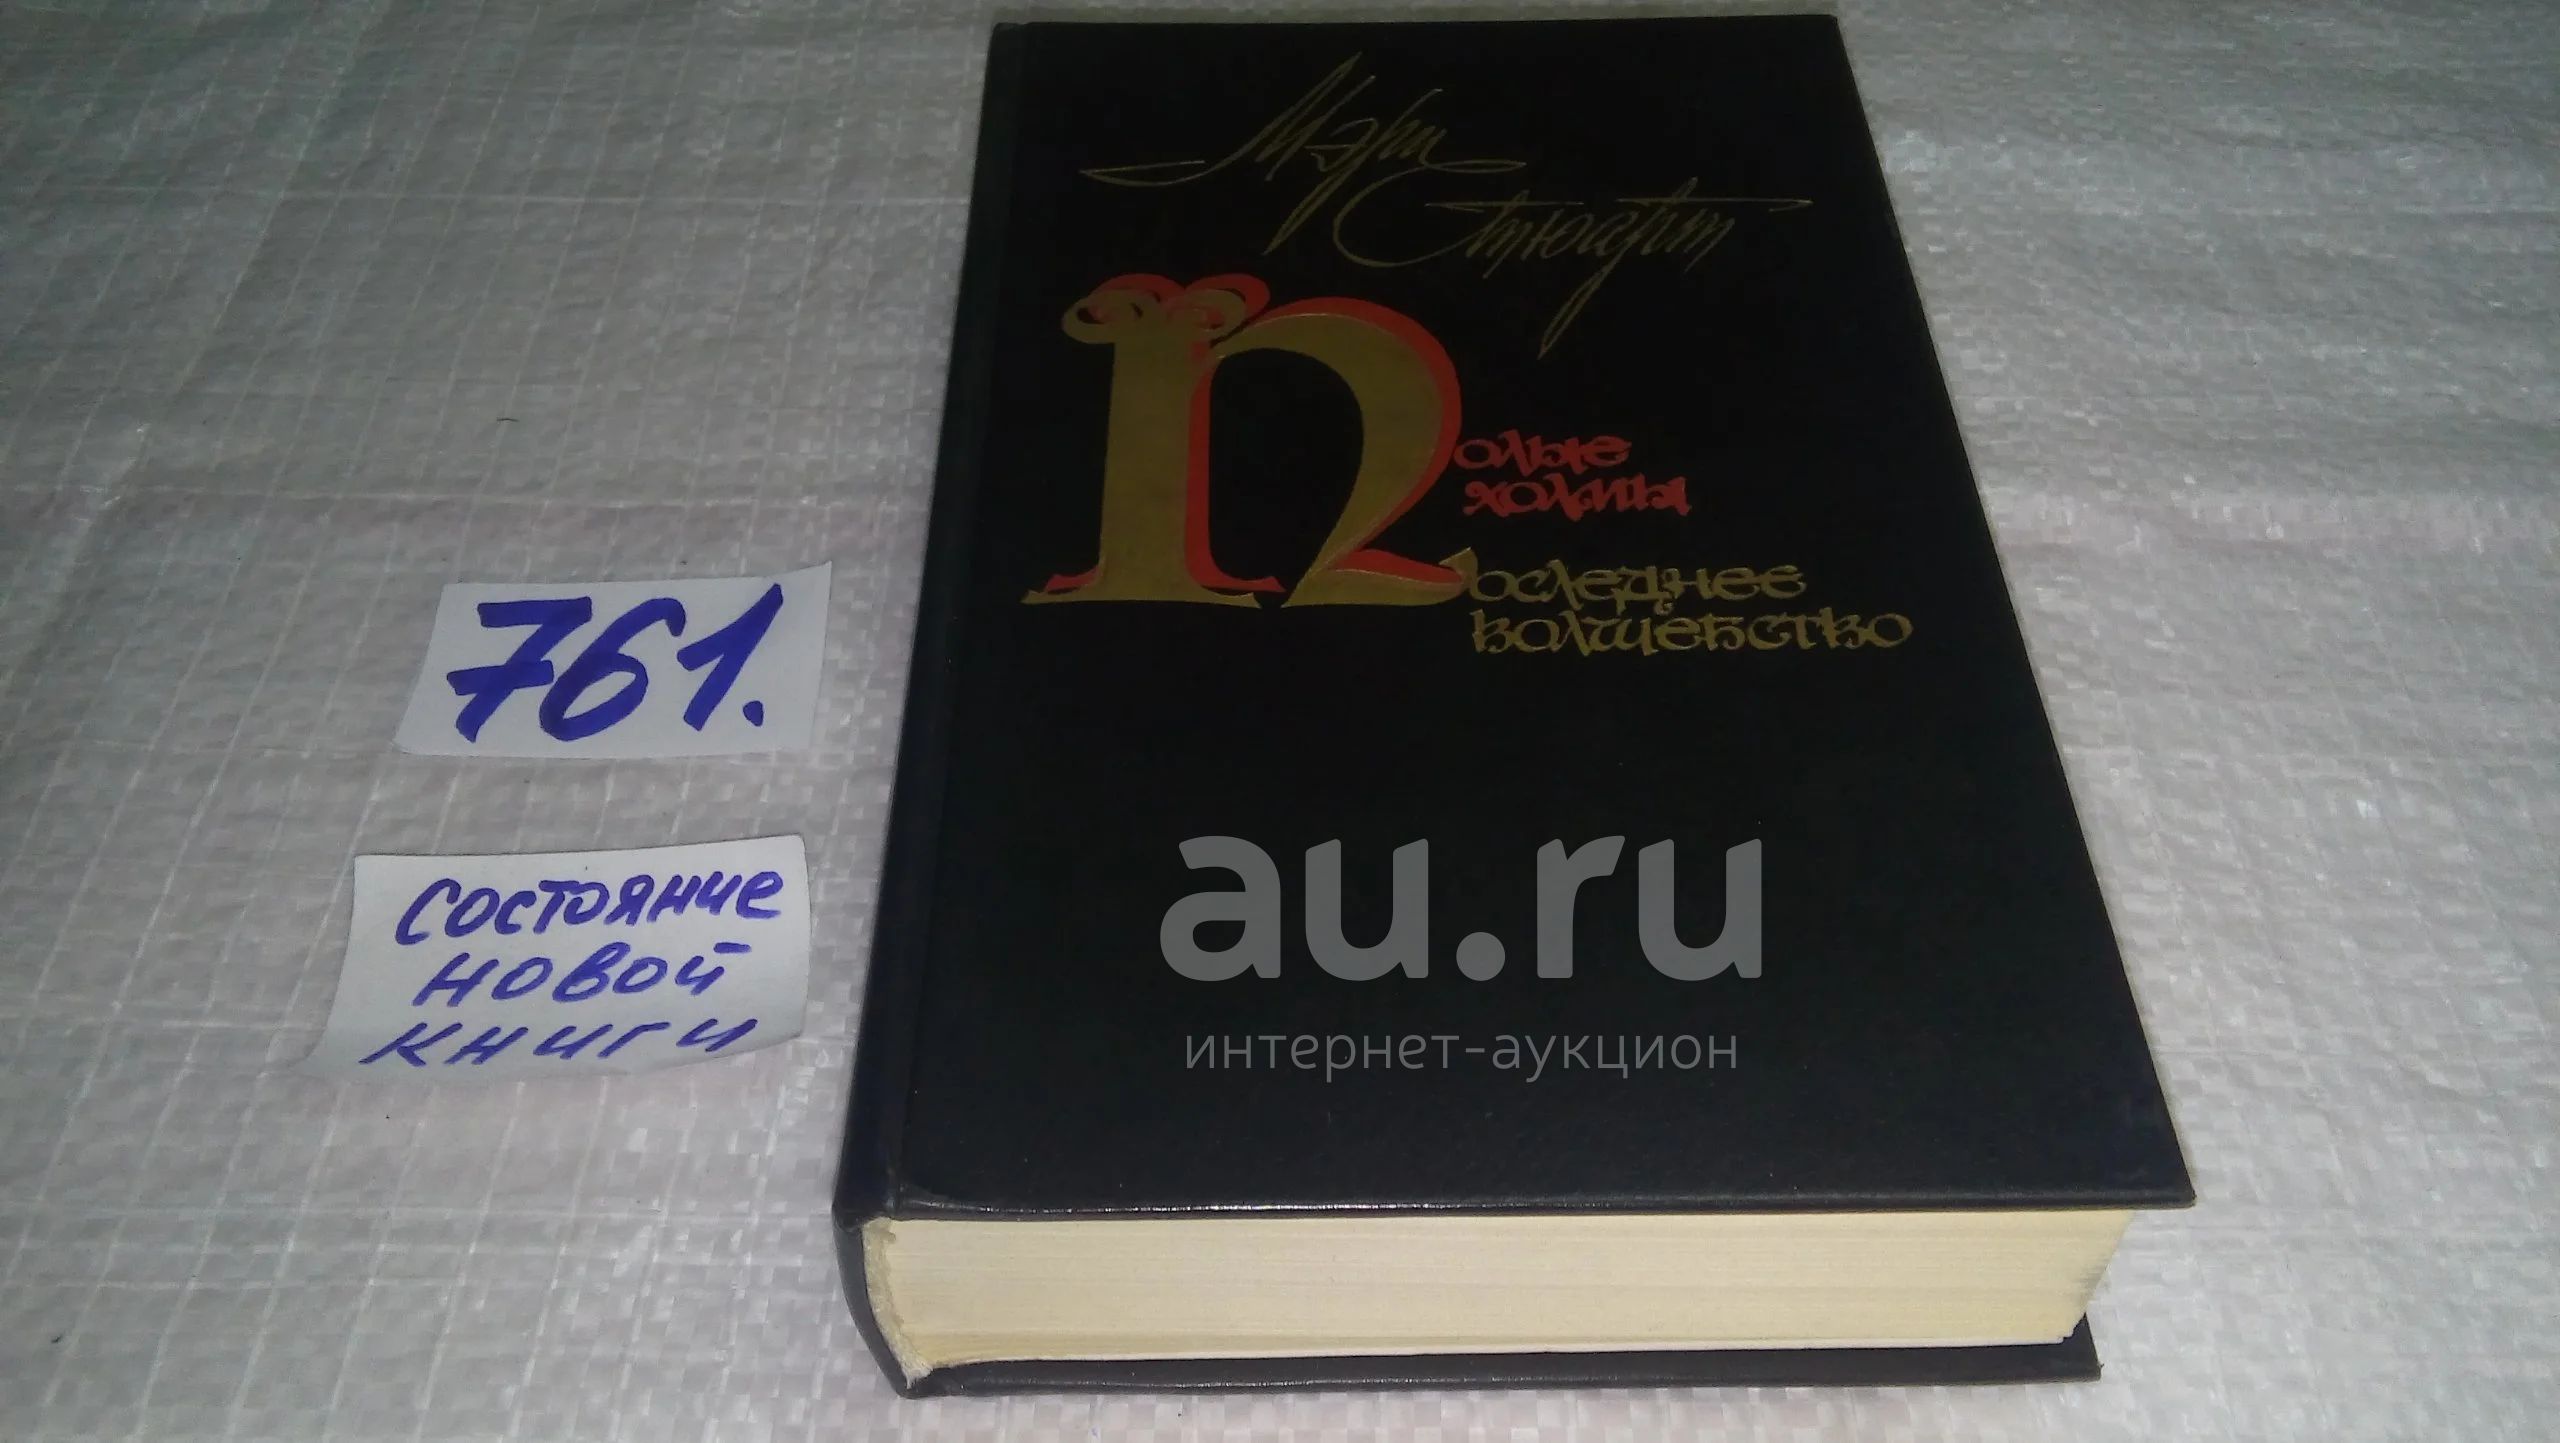 Мэри
Стюарт
Полые
холмы
Последнее
волшебство
761.
состояние
новой
книги
au.ru
интернет-аукцион